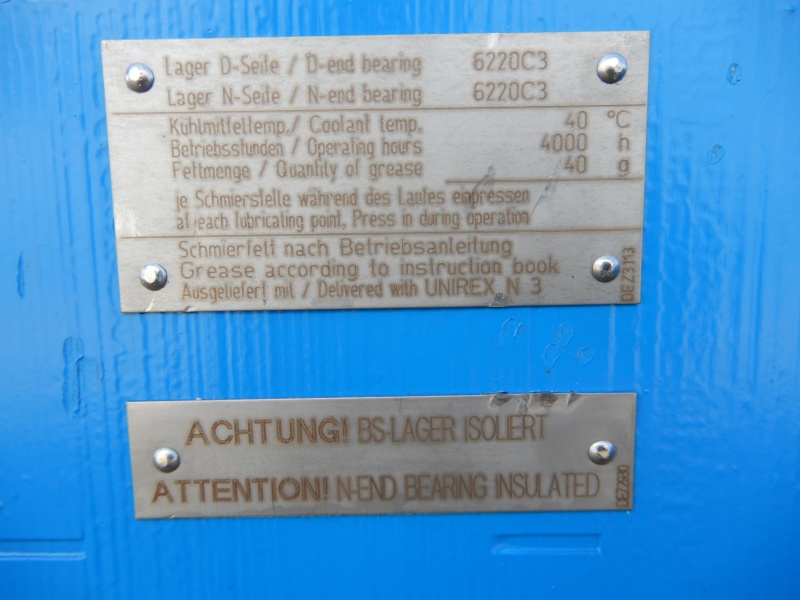 Lager D-Seite / D-end bearing 6220C3
Lager N-Seite / N-end bearing 6220C3
Kühlmitteltemp./ Coolant temp. 40 °C
Betriebsstunden / Operating hours 4000 h
Fettmenge / Quantity of grease 40 g
je Schmierstelle während des Laufes einpressen
at each lubricating point, Press in during operation
Schmierfett nach Betriebsanleitung
Grease according to instruction book
Ausgeliefert mit / Delivered with UNIREX N 3
DEZ3113
ACHTUNG! BS-LAGER ISOLIERT
ATTENTION! N-END BEARING INSULATED